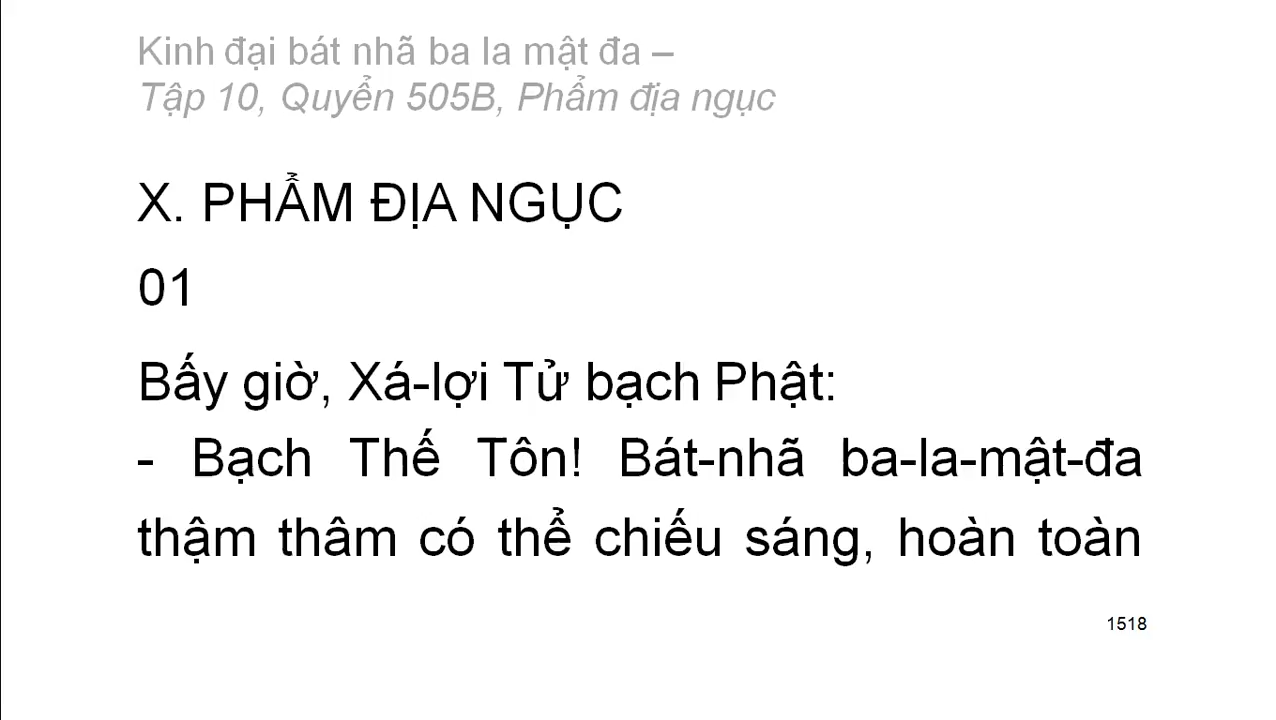 Kinh đại bát nhã ba la mật đa –
Tập 10, Quyển 505B, Phẩm địa ngục
X. PHẨM ĐỊA NGỤC
01
Bấy giờ, Xá-lợi Tử bạch Phật:
- Bạch Thế Tôn! Bát-nhã ba-la-mật-đa
thậm thâm có thể chiếu sáng, hoàn toàn
1518